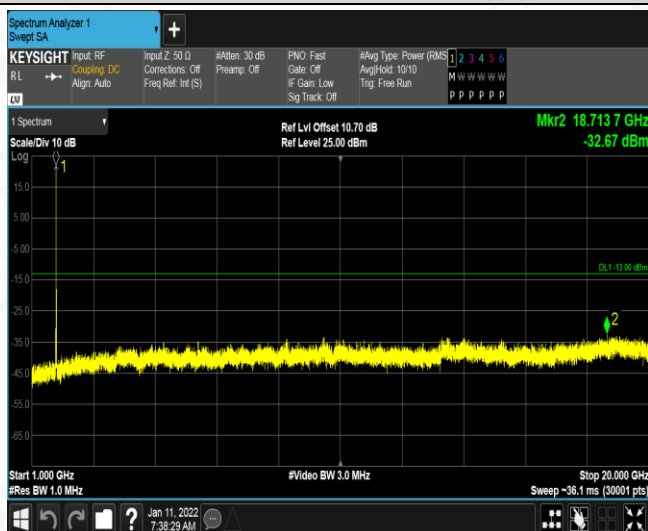 Spectrum Analyzer 1
Swept SA
+
KEYSIGHT
RL
LXI
Input: RF
Coupling: DC
Align: Auto
Input Z: 50 Ω
Corrections: Off
Freq Ref: Int (S)
#Atten: 30 dB
Preamp: Off
PNO: Fast
Gate: Off
IF Gain: Low
Sig Track: Off
#Avg Type: Power (RMS
Avg|Hold: 10/10
Trig: Free Run
1 2 3 4 5 6
M W W W W W
P P P P P P
1 Spectrum
Scale/Div 10 dB
Ref Lvl Offset 10.70 dB
Ref Level 25.00 dBm
Mkr2 18.713 7 GHz
-32.67 dBm
Log
1
15.0
5.00
-5.00
DL1 -13.00 dBm
-15.0
-25.0
2
-35.0
-45.0
-55.0
-65.0
Start 1.000 GHz
#Video BW 3.0 MHz
Stop 20.000 GHz
#Res BW 1.0 MHz
Sweep ~36.1 ms (30001 pts)
?
Jan 11, 2022
7:38:29 AM